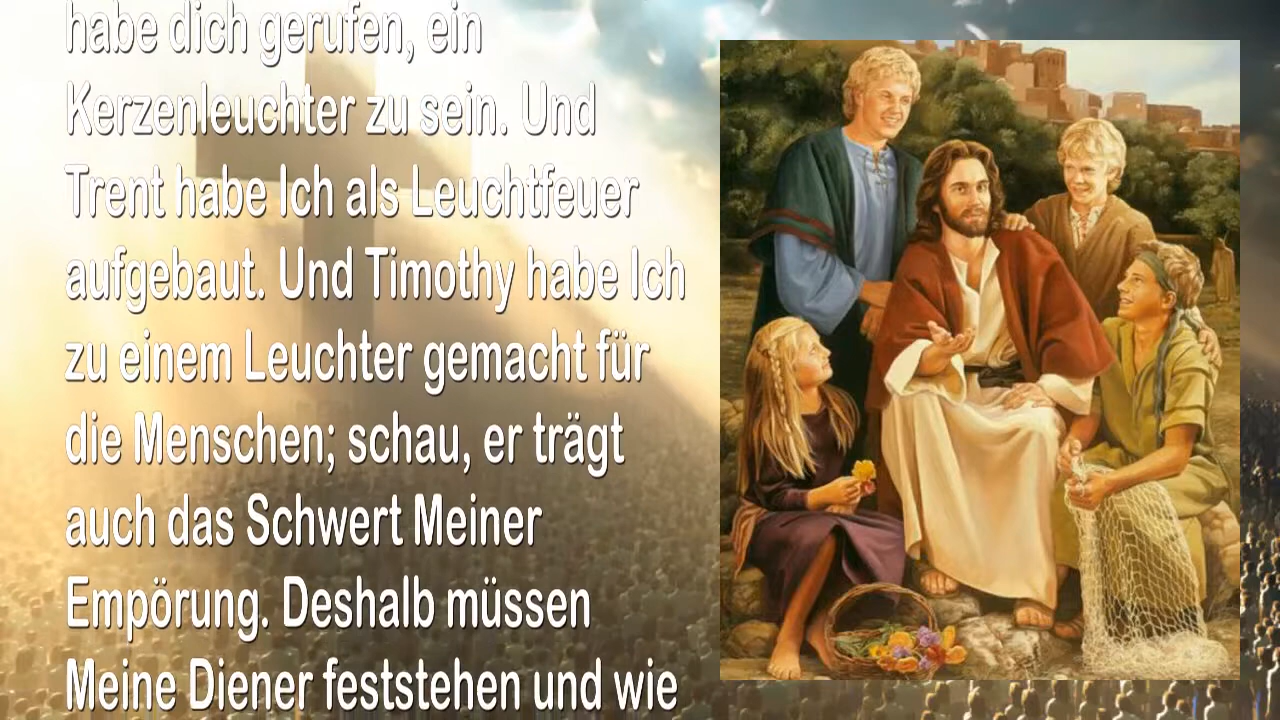 habe dich gerufen, ein
Kerzenleuchter zu sein. Und
Trent habe Ich als Leuchtfeuer
aufgebaut. Und Timothy habe Ich
zu einem Leuchter gemacht für
die Menschen; schau, er trägt
auch das Schwert Meiner
Empörung. Deshalb müssen
Meine Diener feststehen und wie